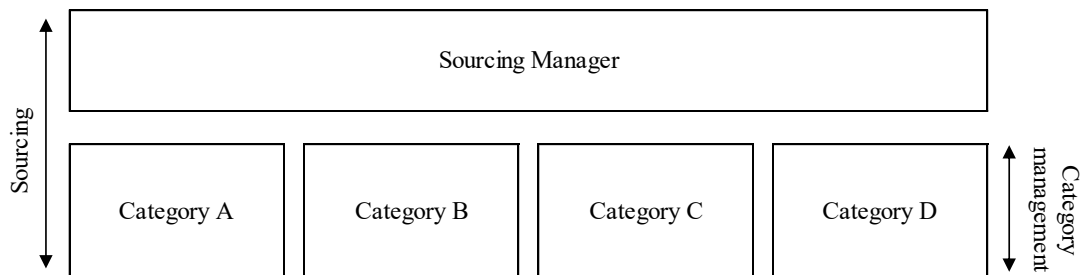 Sourcing Manager
Sourcing
Category A
Category B
Category C
Category D
Category
management